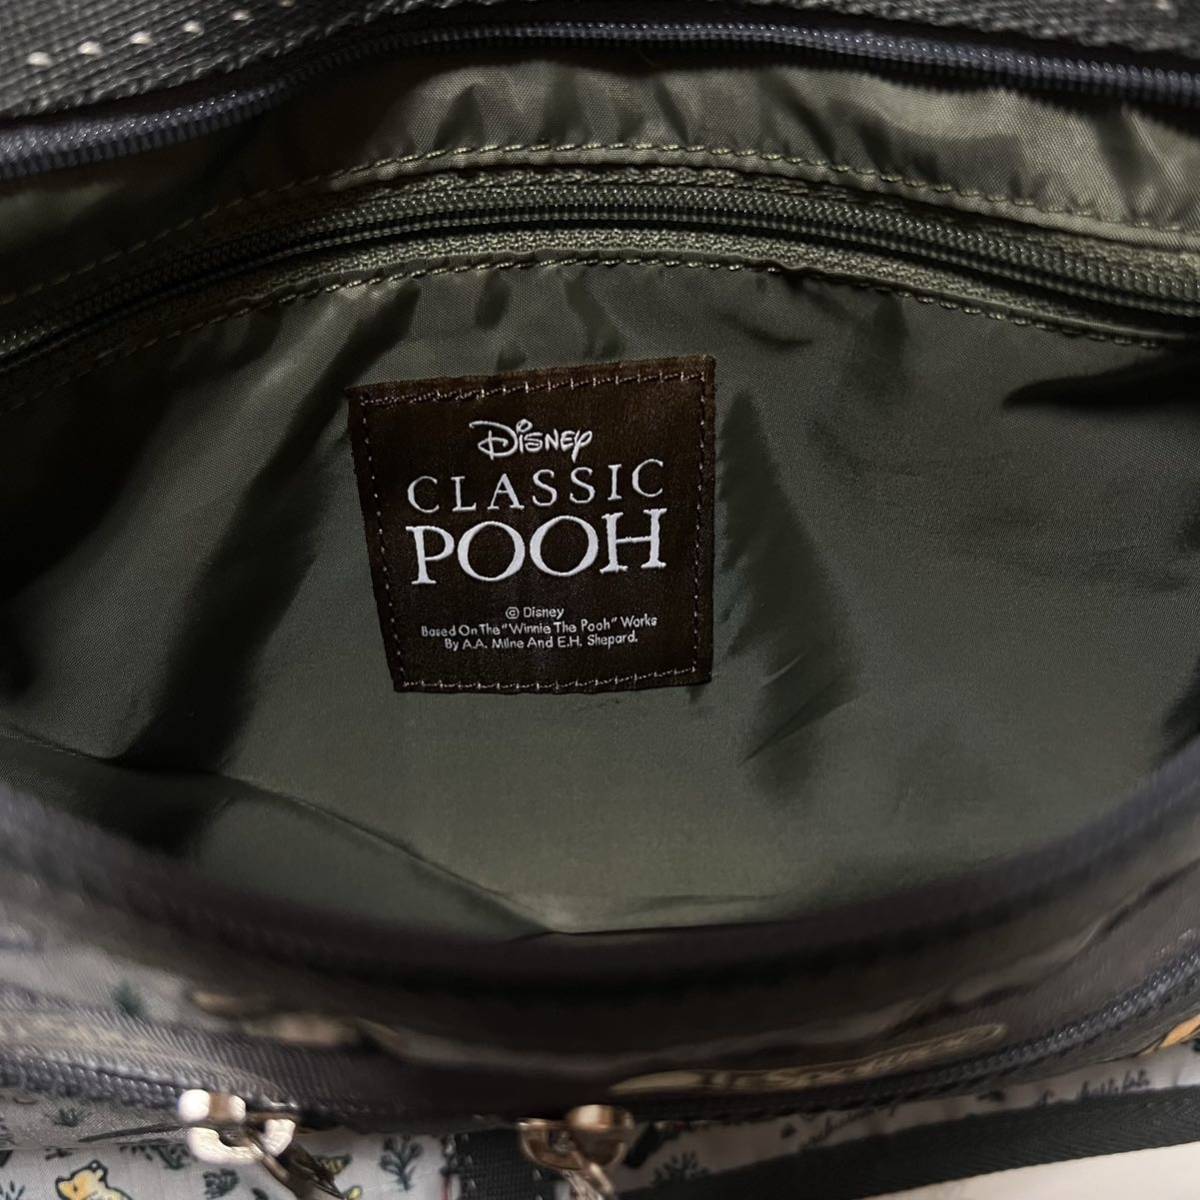 Disney
CLASSIC
POOH
© Disney
Based On The "Winnie The Pooh" Works
By A.A. Milne And E.H. Shepard.